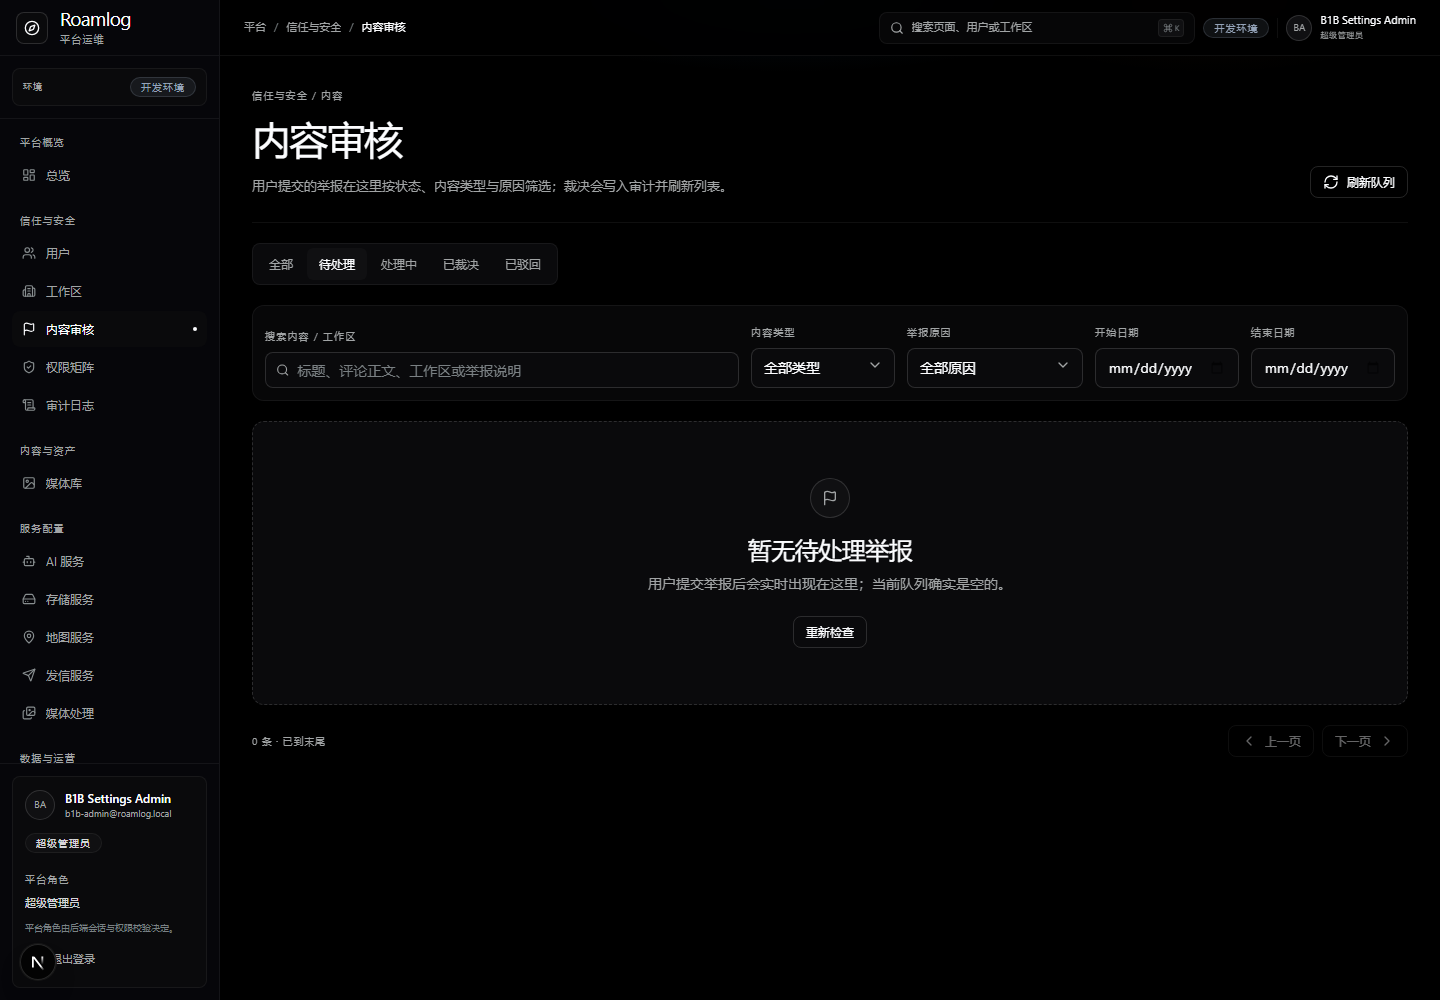 Roamlog
平台运维
环境
开发环境
平台概览
总览
信任与安全
用户
工作区
内容审核
权限矩阵
审计日志
内容与资产
媒体库
服务配置
AI 服务
存储服务
地图服务
发信服务
媒体处理
数据与运营
BA
B1B Settings Admin
b1b-admin@roamlog.local
超级管理员
平台角色
超级管理员
平台角色由后端会话与权限校验决定。
N
退出登录
平台 / 信任与安全 / 内容审核
搜索页面、用户或工作区
⌘K
开发环境
BA
B1B Settings Admin
超级管理员
信任与安全 / 内容
内容审核
用户提交的举报在这里按状态、内容类型与原因筛选；裁决会写入审计并刷新列表。
刷新队列
全部 待处理 处理中 已裁决 已驳回
搜索内容 / 工作区
标题、评论正文、工作区或举报说明
内容类型
全部类型
举报原因
全部原因
开始日期
mm/dd/yyyy
结束日期
mm/dd/yyyy
暂无待处理举报
用户提交举报后会实时出现在这里；当前队列确实是空的。
重新检查
0 条 · 已到末尾
上一页
下一页